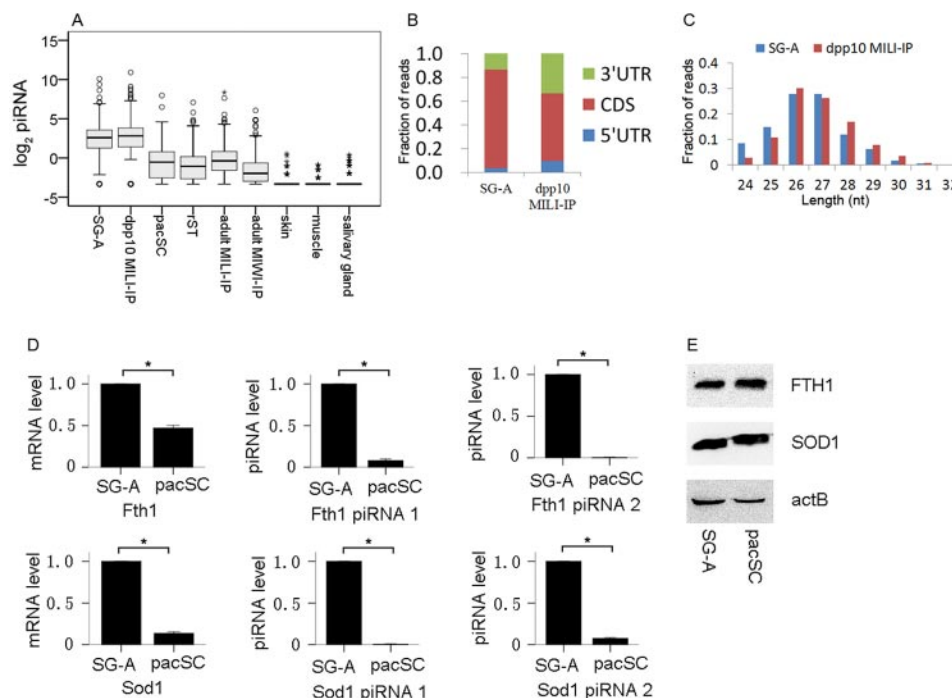 A
log2 piRNA
15
10
5
0
-5
SG-A
dpp10 MILI-IP
pacSC
rST
adult MILI-IP
adult MIWI-IP
skin
muscle
salivary gland
B
Fraction of reads
1.0
0.8
0.6
0.4
0.2
0.0
SG-A
dpp10
MILI-IP
3'UTR
CDS
5'UTR
C
SG-A dpp10 MILI-IP
Fraction of reads
0.4
0.3
0.2
0.1
0
24 25 26 27 28 29 30 31 32
Length (nt)
D
*
mRNA level
1.0
0.5
0
SG-A pacSC
Fth1
*
piRNA level
1.0
0.5
0
SG-A pacSC
Fth1 piRNA 1
*
piRNA level
1.0
0.5
0
SG-A pacSC
Fth1 piRNA 2
*
mRNA level
1.0
0.5
0
SG-A pacSC
Sod1
*
piRNA level
1.0
0.5
0
SG-A pacSC
Sod1 piRNA 1
*
piRNA level
1.0
0.5
0
SG-A pacSC
Sod1 piRNA 2
E
FTH1
SOD1
actB
SG-A
pacSC